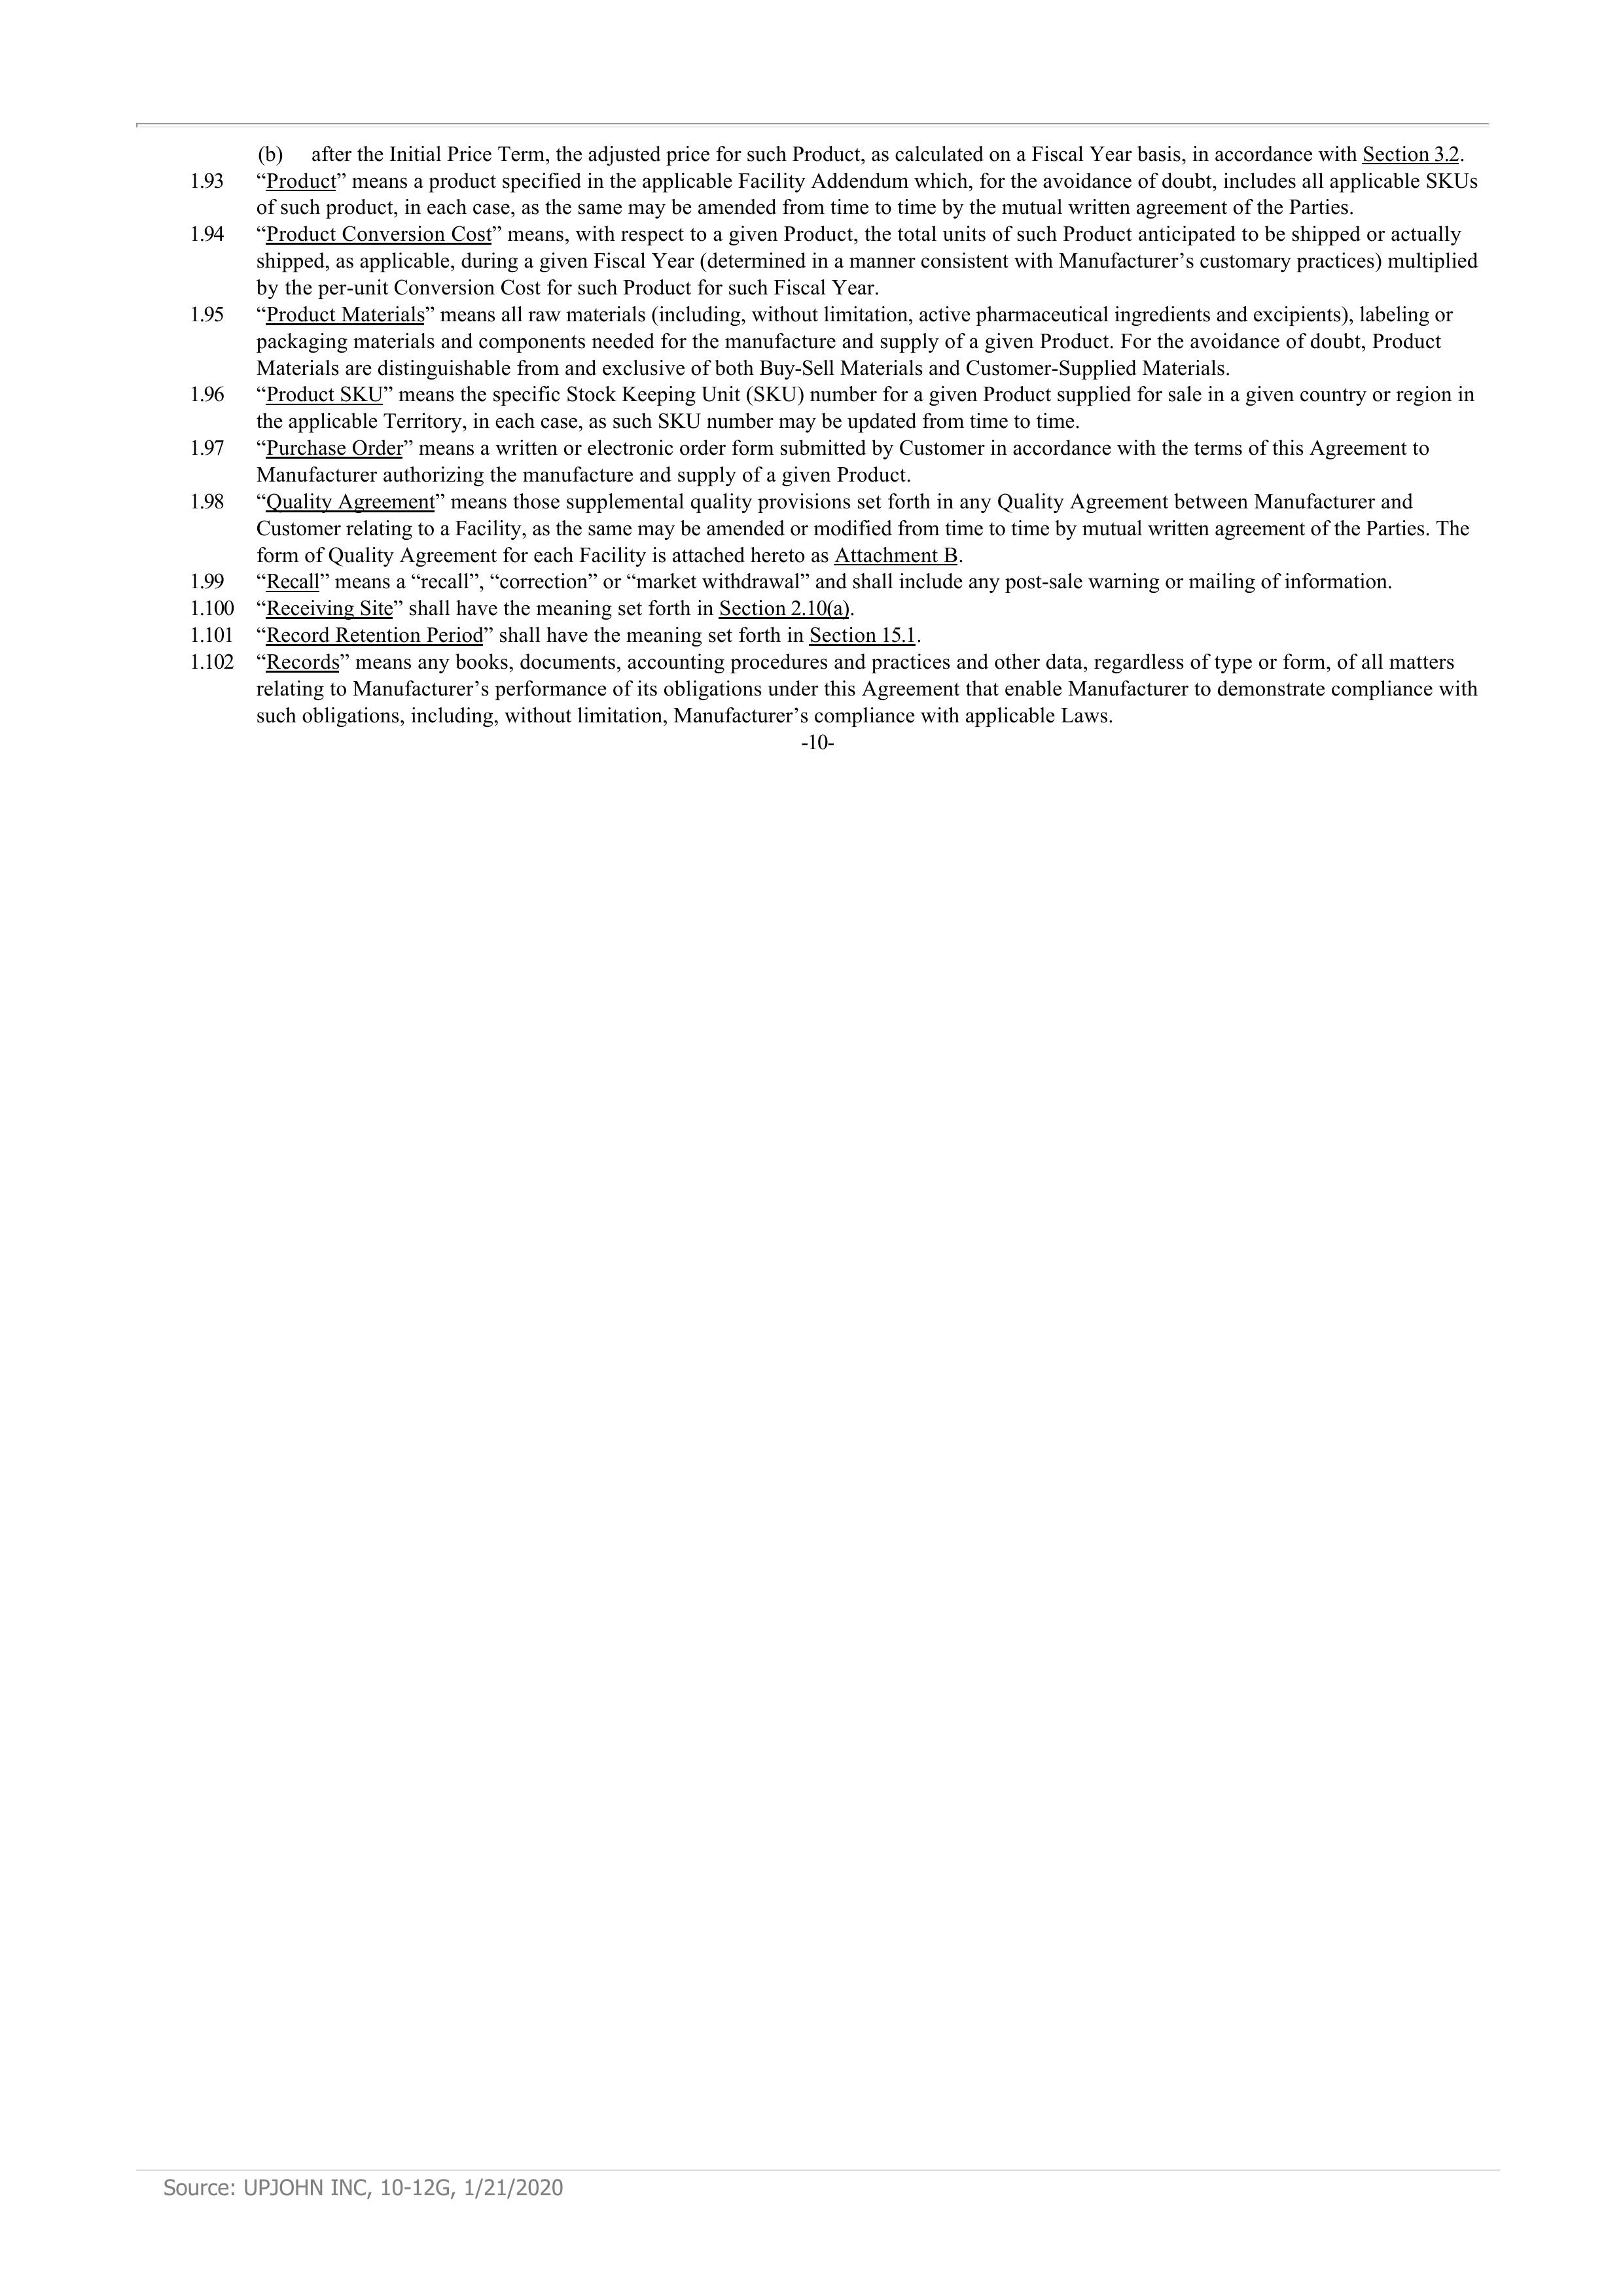 (b) after the Initial Price Term, the adjusted price for such Product, as calculated on a Fiscal Year basis, in accordance with Section 3.2.
1.93 “Product” means a product specified in the applicable Facility Addendum which, for the avoidance of doubt, includes all applicable SKUs
of such product, in each case, as the same may be amended from time to time by the mutual written agreement of the Parties.
1.94 “Product Conversion Cost” means, with respect to a given Product, the total units of such Product anticipated to be shipped or actually
shipped, as applicable, during a given Fiscal Year (determined in a manner consistent with Manufacturer’s customary practices) multiplied
by the per-unit Conversion Cost for such Product for such Fiscal Year.
1.95 “Product Materials” means all raw materials (including, without limitation, active pharmaceutical ingredients and excipients), labeling or
packaging materials and components needed for the manufacture and supply of a given Product. For the avoidance of doubt, Product
Materials are distinguishable from and exclusive of both Buy-Sell Materials and Customer-Supplied Materials.
1.96 “Product SKU” means the specific Stock Keeping Unit (SKU) number for a given Product supplied for sale in a given country or region in
the applicable Territory, in each case, as such SKU number may be updated from time to time.
1.97 “Purchase Order” means a written or electronic order form submitted by Customer in accordance with the terms of this Agreement to
Manufacturer authorizing the manufacture and supply of a given Product.
1.98 “Quality Agreement” means those supplemental quality provisions set forth in any Quality Agreement between Manufacturer and
Customer relating to a Facility, as the same may be amended or modified from time to time by mutual written agreement of the Parties. The
form of Quality Agreement for each Facility is attached hereto as Attachment B.
1.99 “Recall” means a “recall”, “correction” or “market withdrawal” and shall include any post-sale warning or mailing of information.
1.100 “Receiving Site” shall have the meaning set forth in Section 2.10(a).
1.101 “Record Retention Period” shall have the meaning set forth in Section 15.1.
1.102 “Records” means any books, documents, accounting procedures and practices and other data, regardless of type or form, of all matters
relating to Manufacturer’s performance of its obligations under this Agreement that enable Manufacturer to demonstrate compliance with
such obligations, including, without limitation, Manufacturer’s compliance with applicable Laws.
-10-
Source: UPJOHN INC, 10-12G, 1/21/2020